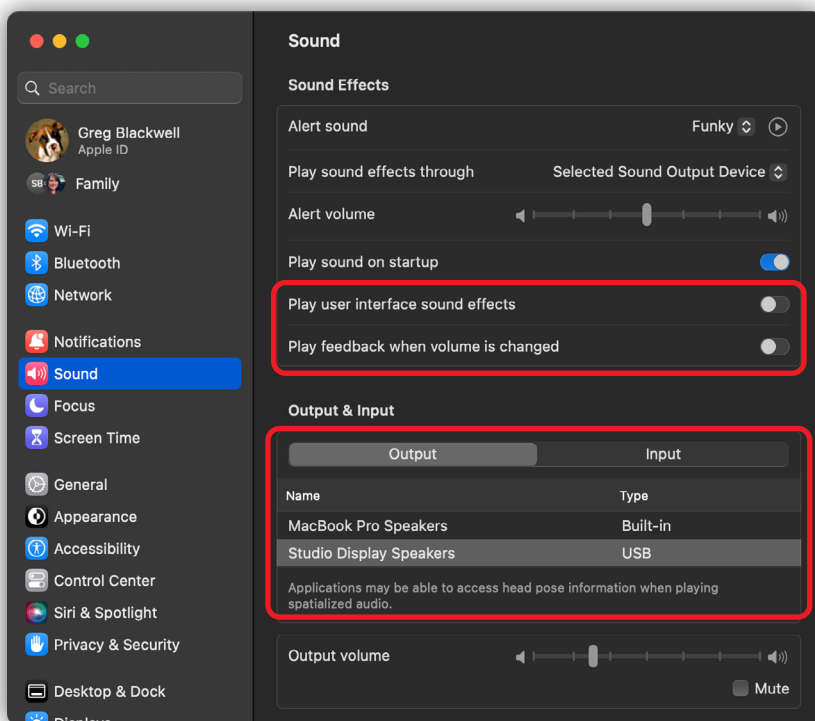 Sound
Search
Greg Blackwell
Apple ID
SB
Family
Wi-Fi
Bluetooth
Network
Notifications
Sound
Focus
Screen Time
General
Appearance
Accessibility
Control Center
Siri & Spotlight
Privacy & Security
Desktop & Dock
Displays
Sound Effects
Alert sound Funky
Play sound effects through Selected Sound Output Device
Alert volume
Play sound on startup
Play user interface sound effects
Play feedback when volume is changed
Output & Input
Output Input
Name Type
MacBook Pro Speakers Built-in
Studio Display Speakers USB
Applications may be able to access head pose information when playing
spatialized audio.
Output volume
Mute